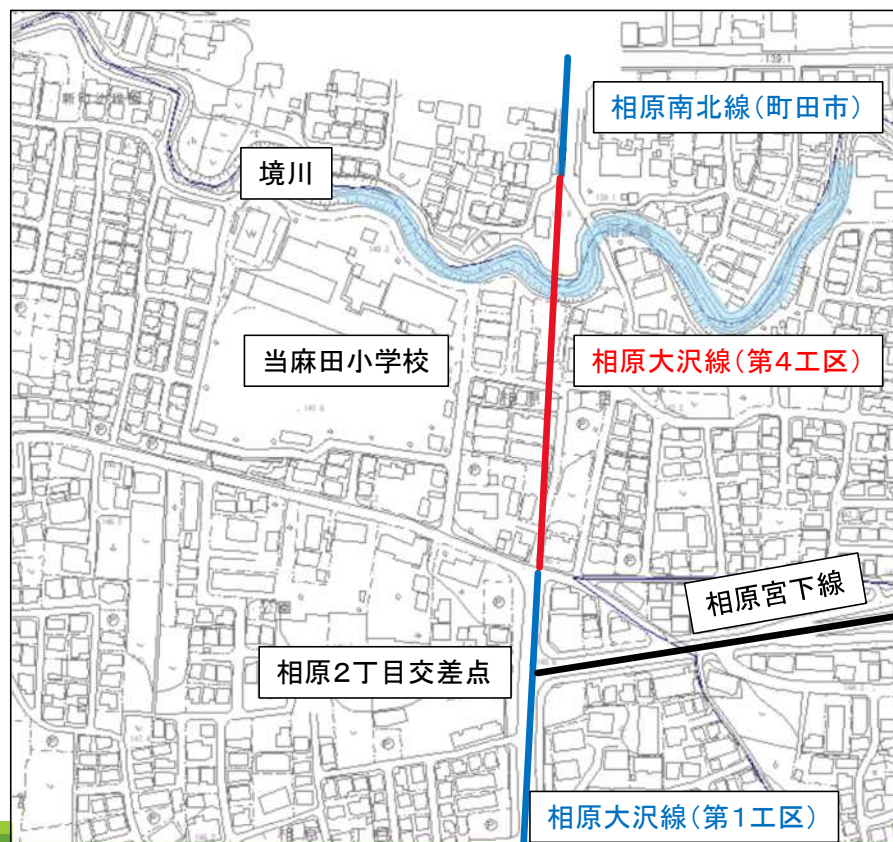 139.1
相原南北線(町田市)
境川
当麻田小学校
相原大沢線(第4工区)
相原宮下線
相原2丁目交差点
相原大沢線(第1工区)